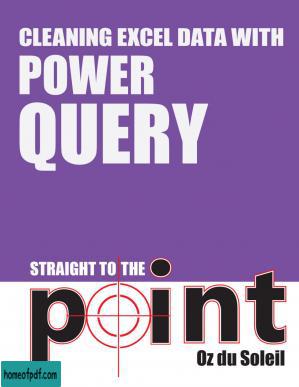 CLEANING EXCEL DATA WITH
POWER
QUERY
STRAIGHT TO THE
point
Oz du Soleil
homeofpdf.com